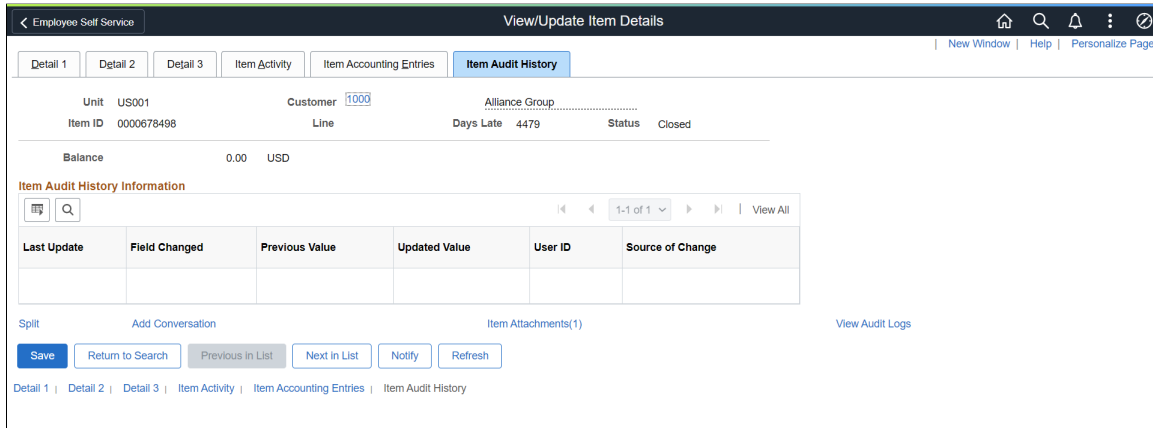 Employee Self Service View/Update Item Details
New Window | Help | Personalize Page
Detail 1 Detail 2 Detail 3 Item Activity Item Accounting Entries Item Audit History
Unit US001 Customer 1000 Alliance Group
Item ID 0000678498 Line Days Late 4479 Status Closed
Balance 0.00 USD
Item Audit History Information
1-1 of 1 | View All
Last Update Field Changed Previous Value Updated Value User ID Source of Change
Split Add Conversation Item Attachments(1) View Audit Logs
Save Return to Search Previous in List Next in List Notify Refresh
Detail 1 | Detail 2 | Detail 3 | Item Activity | Item Accounting Entries | Item Audit History